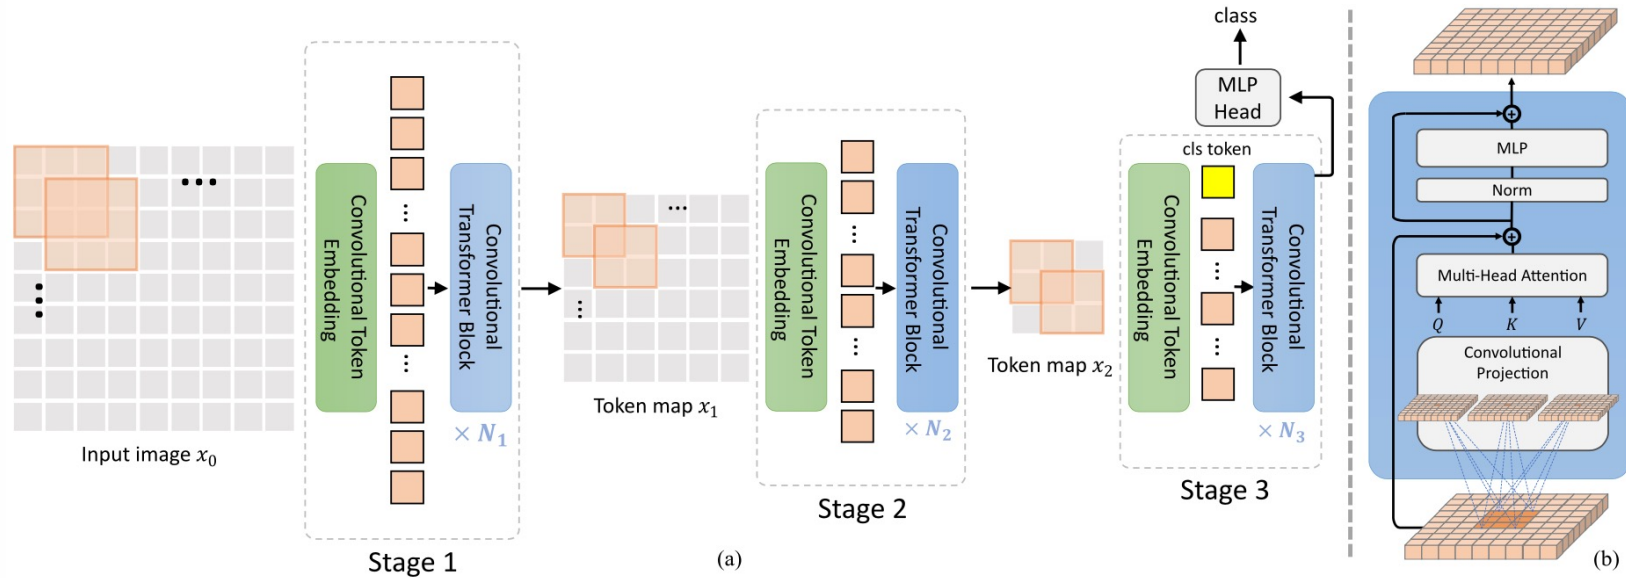 Input image x₀
Convolutional Token
Embedding
Convolutional
Transformer Block
× N₁
Stage 1
Token map x₁
Convolutional Token
Embedding
Convolutional
Transformer Block
× N₂
Stage 2
(a)
Token map x₂
class
MLP
Head
cls token
Convolutional Token
Embedding
Convolutional
Transformer Block
× N₃
Stage 3
MLP
Norm
Multi-Head Attention
Q K V
Convolutional
Projection
(b)